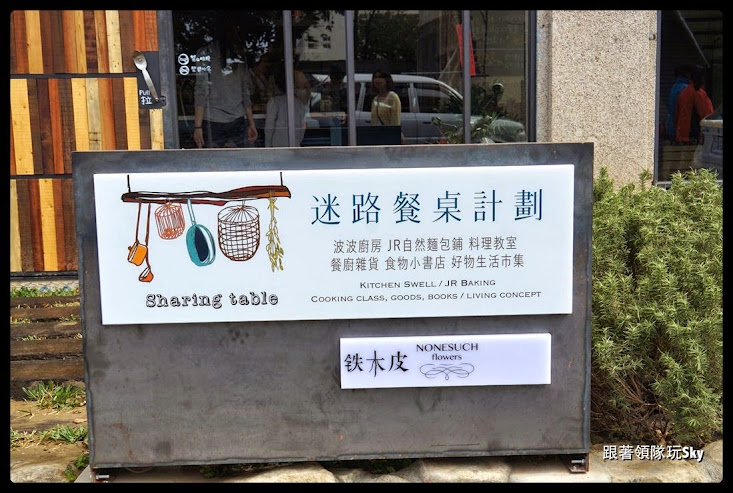 Pull
拉
迷路餐桌計劃
波波廚房 JR自然麵包鋪 料理教室
餐廚雜貨 食物小書店 好物生活市集
KITCHEN SWELL / JR BAKING
COOKING CLASS, GOODS, BOOKS / LIVING CONCEPT
Sharing table
铁木皮
NONESUCH
flowers
跟著領隊玩Sky